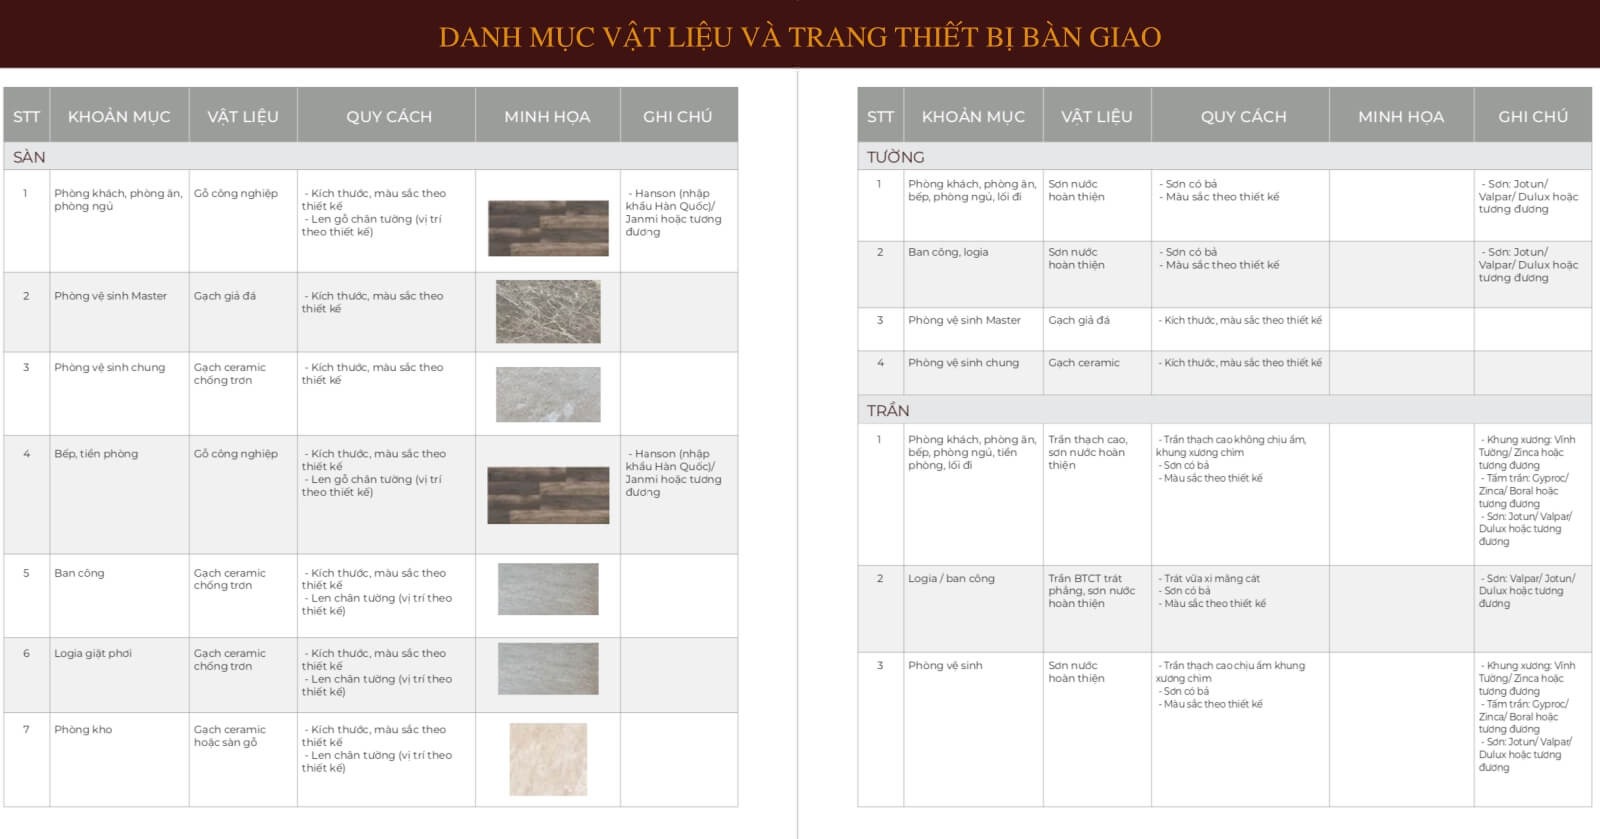 DANH MỤC VẬT LIỆU VÀ TRANG THIẾT BỊ BÀN GIAO
STT KHOẢN MỤC VẬT LIỆU QUY CÁCH MINH HỌA GHI CHÚ
SÀN
1 Phòng khách, phòng ăn, Gỗ công nghiệp - Kích thước, màu sắc theo - Hanson (nhập
phòng ngủ thiết kế khẩu Hàn Quốc)/
- Len gỗ chân tường (vị trí Janmi hoặc tương
theo thiết kế) đương
2 Phòng vệ sinh Master Gạch giả đá - Kích thước, màu sắc theo
thiết kế
3 Phòng vệ sinh chung Gạch ceramic - Kích thước, màu sắc theo
chống trơn thiết kế
4 Bếp, tiền phòng Gỗ công nghiệp - Kích thước, màu sắc theo - Hanson (nhập
thiết kế khẩu Hàn Quốc)/
- Len gỗ chân tường (vị trí Janmi hoặc tương
theo thiết kế) đương
5 Ban công Gạch ceramic - Kích thước, màu sắc theo
chống trơn thiết kế
- Len chân tường (vị trí theo
thiết kế)
6 Logia giặt phơi Gạch ceramic - Kích thước, màu sắc theo
chống trơn thiết kế
- Len chân tường (vị trí theo
thiết kế)
7 Phòng kho Gạch ceramic - Kích thước, màu sắc theo
hoặc sàn gỗ thiết kế
- Len chân tường (vị trí theo
thiết kế)
STT KHOẢN MỤC VẬT LIỆU QUY CÁCH MINH HỌA GHI CHÚ
TƯỜNG
1 Phòng khách, phòng ăn, Sơn nước - Sơn có bả - Sơn: Jotun/
bếp, phòng ngủ, lối đi hoàn thiện - Màu sắc theo thiết kế Valpar/ Dulux hoặc
tương đương
2 Ban công, logia Sơn nước - Sơn có bả - Sơn: Jotun/
hoàn thiện - Màu sắc theo thiết kế Valpar/ Dulux hoặc
tương đương
3 Phòng vệ sinh Master Gạch giả đá - Kích thước, màu sắc theo thiết kế
4 Phòng vệ sinh chung Gạch ceramic - Kích thước, màu sắc theo thiết kế
TRẦN
1 Phòng khách, phòng ăn, Trần thạch cao, - Trần thạch cao không chịu ẩm, - Khung xương: Vĩnh
bếp, phòng ngủ, tiền sơn nước hoàn khung xương chìm Tường/ Zinca hoặc
phòng, lối đi thiện - Sơn có bả tương đương
- Màu sắc theo thiết kế - Tấm trần: Gyproc/
Zinca/ Boral hoặc
tương đương
- Sơn: Jotun/ Valpar/
Dulux hoặc tương
đương
2 Logia / ban công Trần BTCT trát - Trát vữa xi măng cát - Sơn: Valpar/ Jotun/
phẳng, sơn nước - Sơn có bả Dulux hoặc tương
hoàn thiện - Màu sắc theo thiết kế đương
3 Phòng vệ sinh Sơn nước - Trần thạch cao chịu ẩm khung - Khung xương: Vĩnh
hoàn thiện xương chìm Tường/ Zinca hoặc
- Sơn có bả tương đương
- Màu sắc theo thiết kế - Tấm trần: Gyproc/
Zinca/ Boral hoặc
tương đương
- Sơn: Jotun/ Valpar/
Dulux hoặc tương
đương